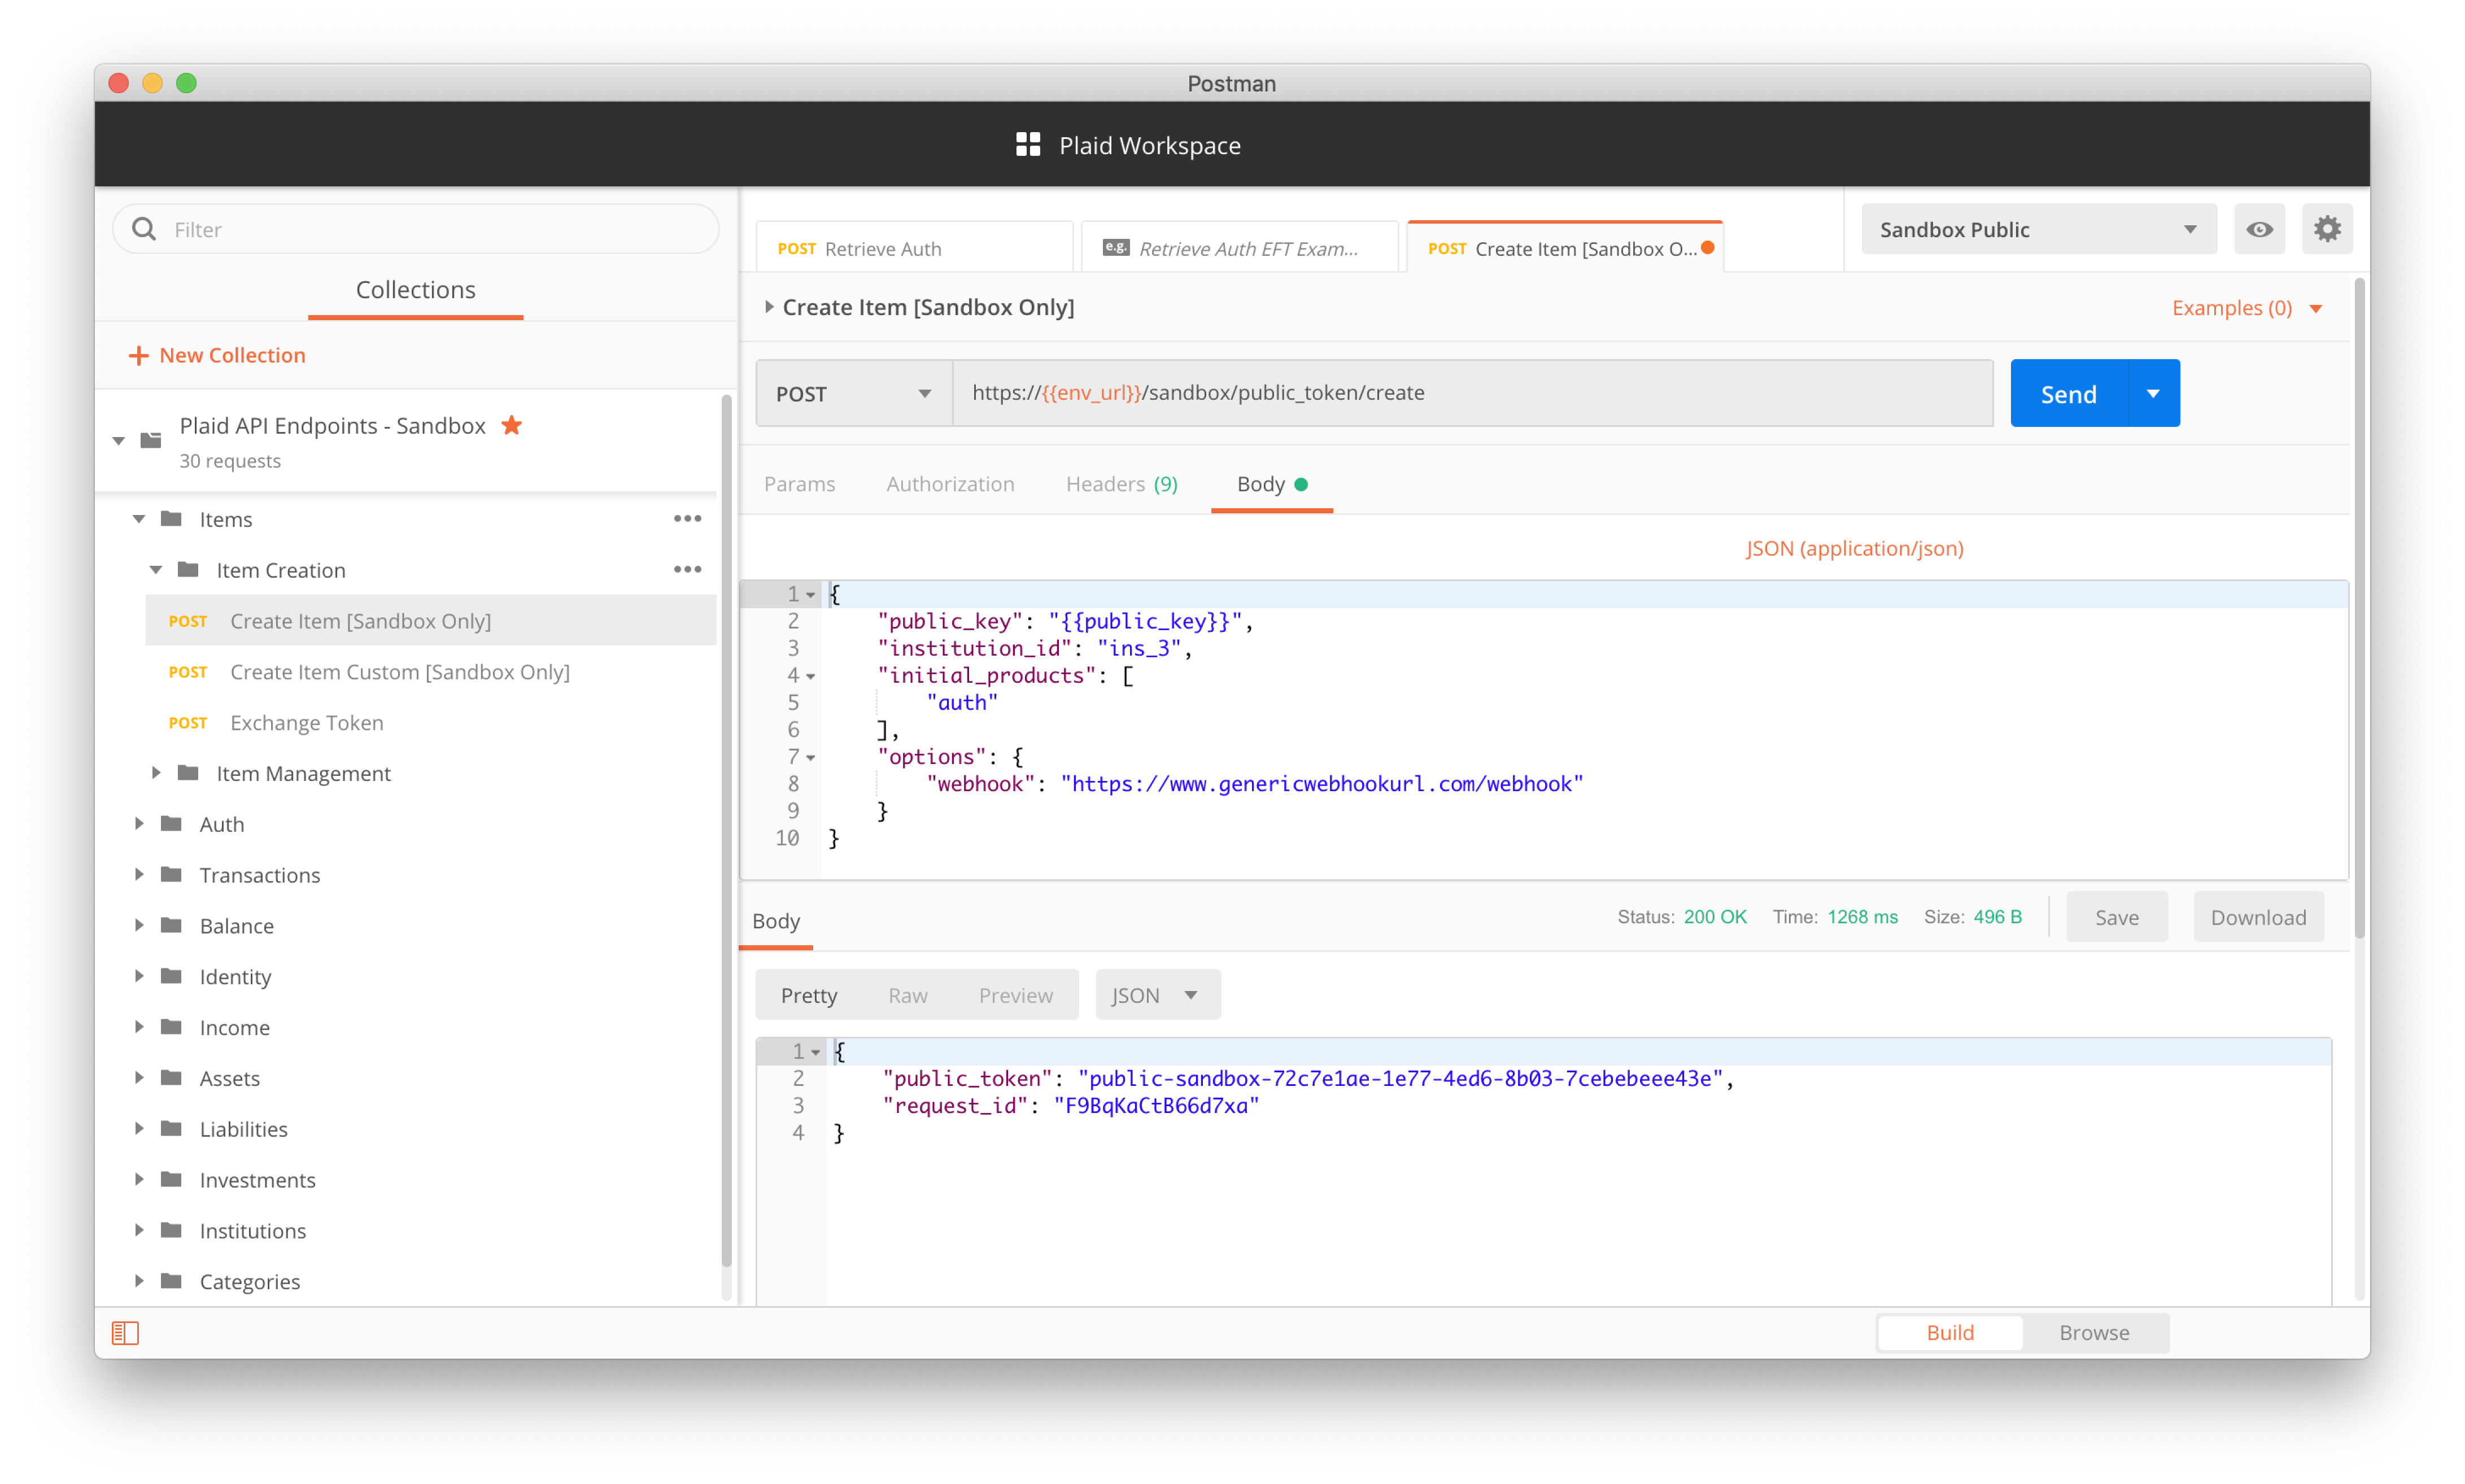 Postman
Plaid Workspace
Filter
Collections
+ New Collection
Plaid API Endpoints - Sandbox
30 requests
Items
Item Creation
POST Create Item [Sandbox Only]
POST Create Item Custom [Sandbox Only]
POST Exchange Token
Item Management
Auth
Transactions
Balance
Identity
Income
Assets
Liabilities
Investments
Institutions
Categories
POST Retrieve Auth
e.g. Retrieve Auth EFT Exam...
POST Create Item [Sandbox O...
Sandbox Public
Create Item [Sandbox Only]
Examples (0)
POST
https://{{env_url}}/sandbox/public_token/create
Send
Params Authorization Headers (9) Body
JSON (application/json)
1 {
2 "public_key": "{{public_key}}",
3 "institution_id": "ins_3",
4 "initial_products": [
5 "auth"
6 ],
7 "options": {
8 "webhook": "https://www.genericwebhookurl.com/webhook"
9 }
10 }
Body
Status: 200 OK Time: 1268 ms Size: 496 B
Save
Download
Pretty Raw Preview JSON
1 {
2 "public_token": "public-sandbox-72c7e1ae-1e77-4ed6-8b03-7cebebeee43e",
3 "request_id": "F9BqKaCtB66d7xa"
4 }
Build Browse